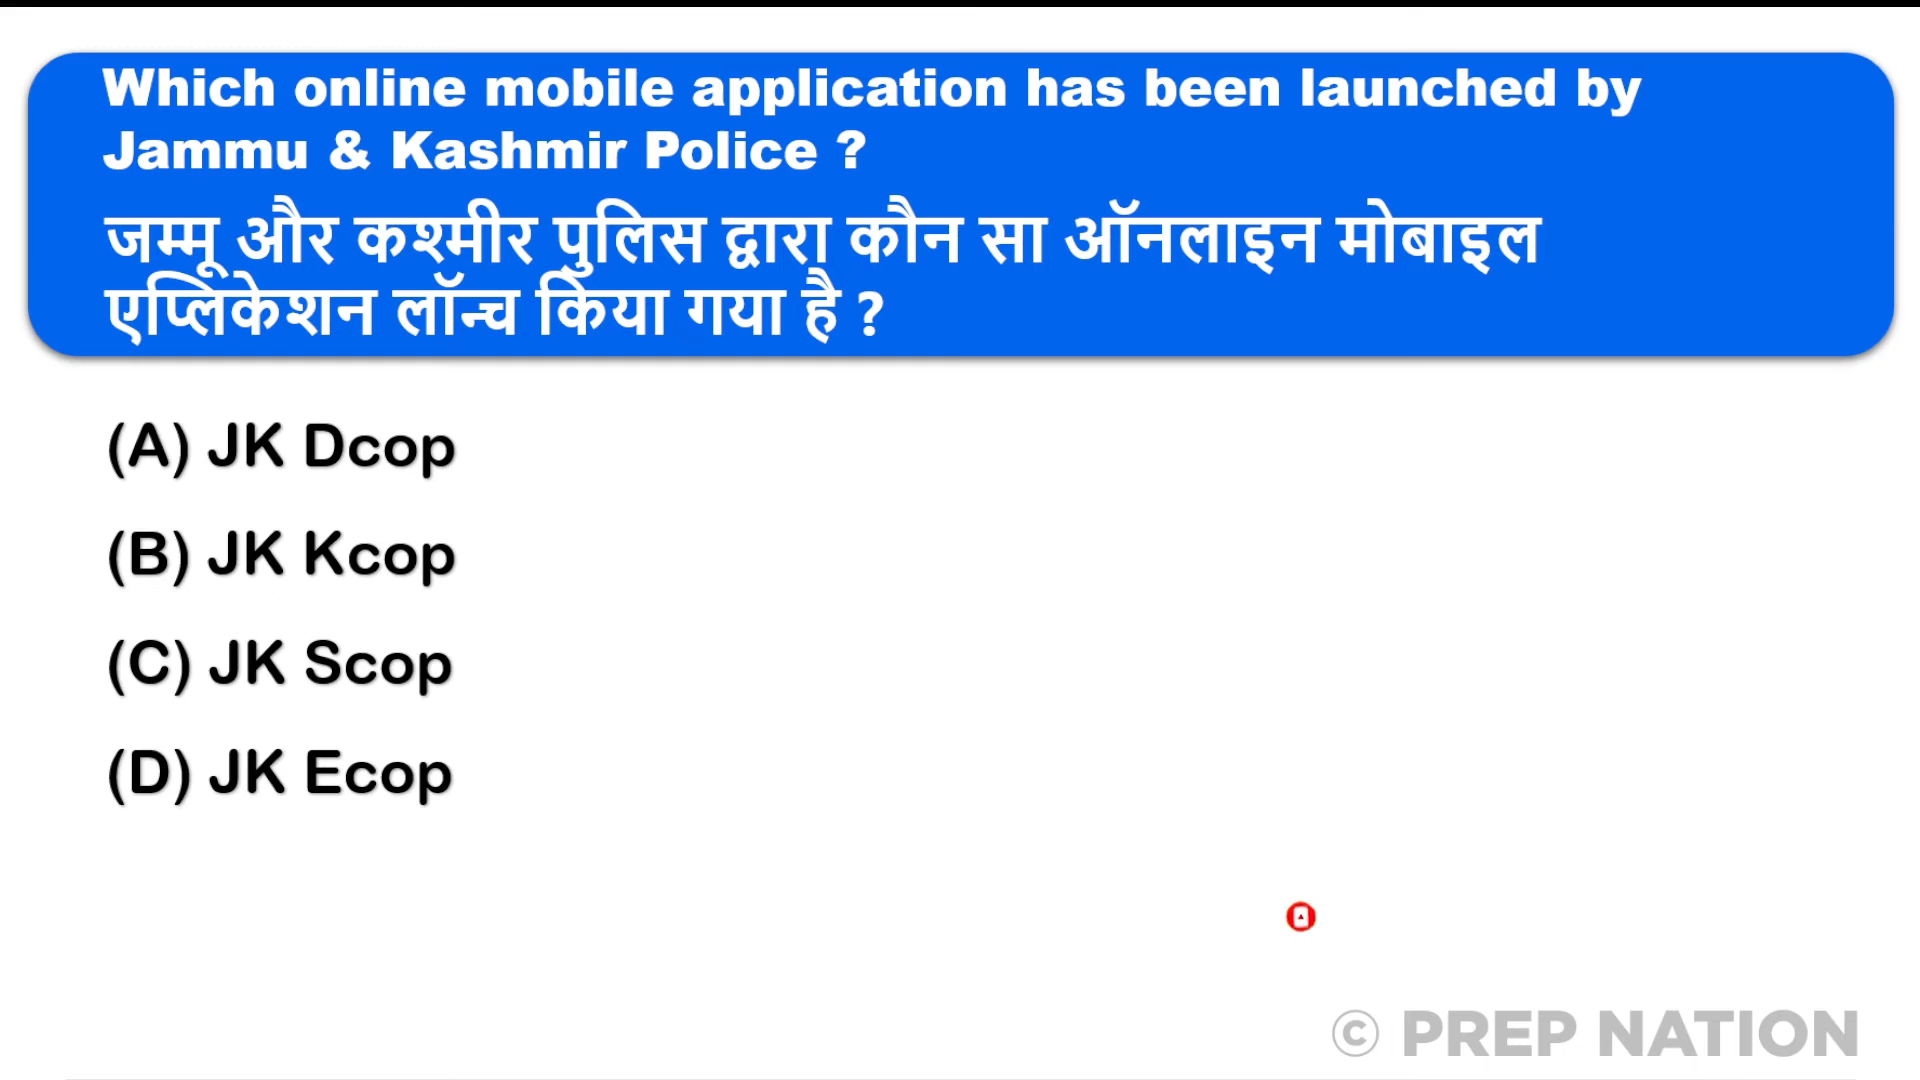 Which online mobile application has been launched by
Jammu & Kashmir Police ?
जम्मू और कश्मीर पुलिस द्वारा कौन सा ऑनलाइन मोबाइल
एप्लिकेशन लॉन्च किया गया है ?
(A) JK Dcop
(B) JK Kcop
(C) JK Scop
(D) JK Ecop
© PREP NATION